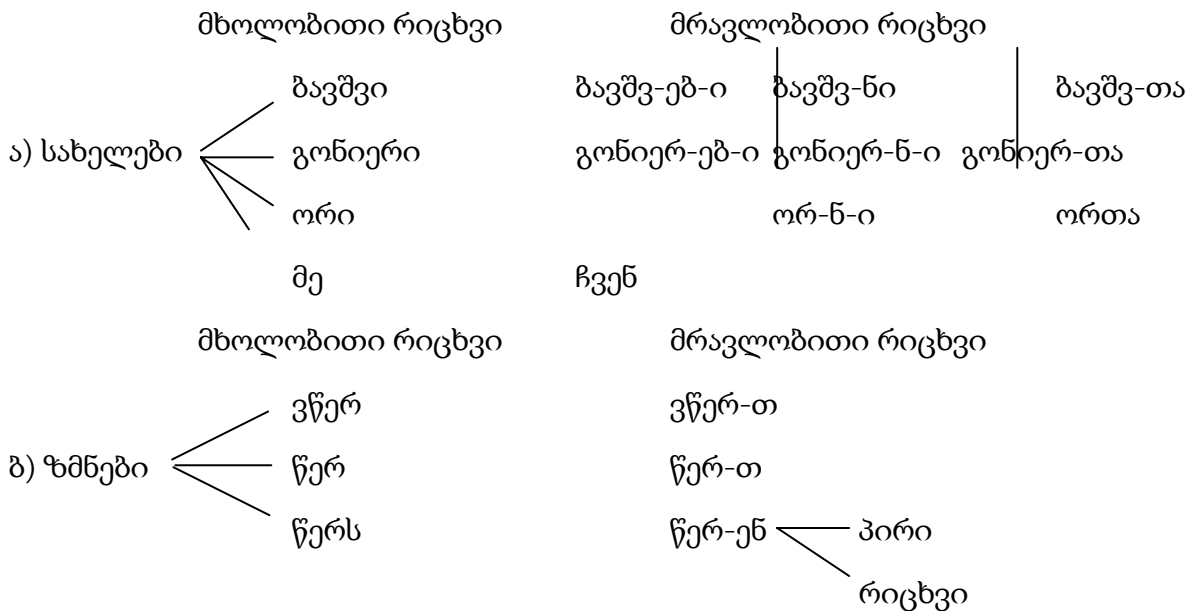 მხოლობითი რიცხვი მრავლობითი რიცხვი
ბავშვი ბავშვ-ებ-ი ბავშვ-ნი ბავშვ-თა
ა) სახელები გონიერი გონიერ-ებ-ი გონიერ-ნ-ი გონიერ-თა
ორი ორ-ნ-ი ორთა
მე ჩვენ
მხოლობითი რიცხვი მრავლობითი რიცხვი
ვწერ ვწერ-თ
ბ) ზმნები წერ წერ-თ
წერს წერ-ენ პირი
რიცხვი